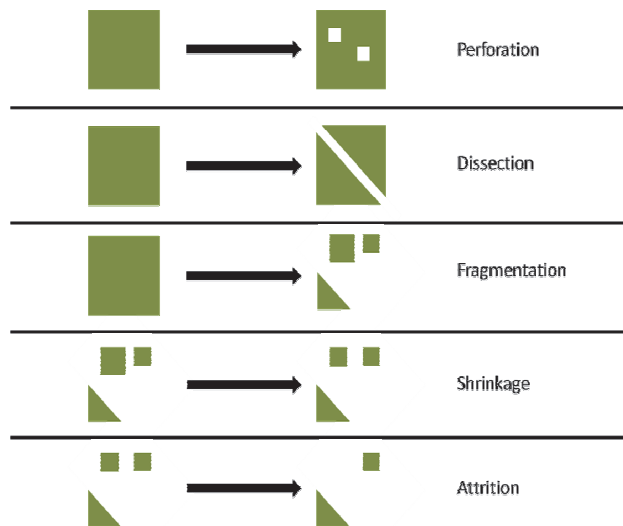 Perforation
Dissection
Fragmentation
Shrinkage
Attrition